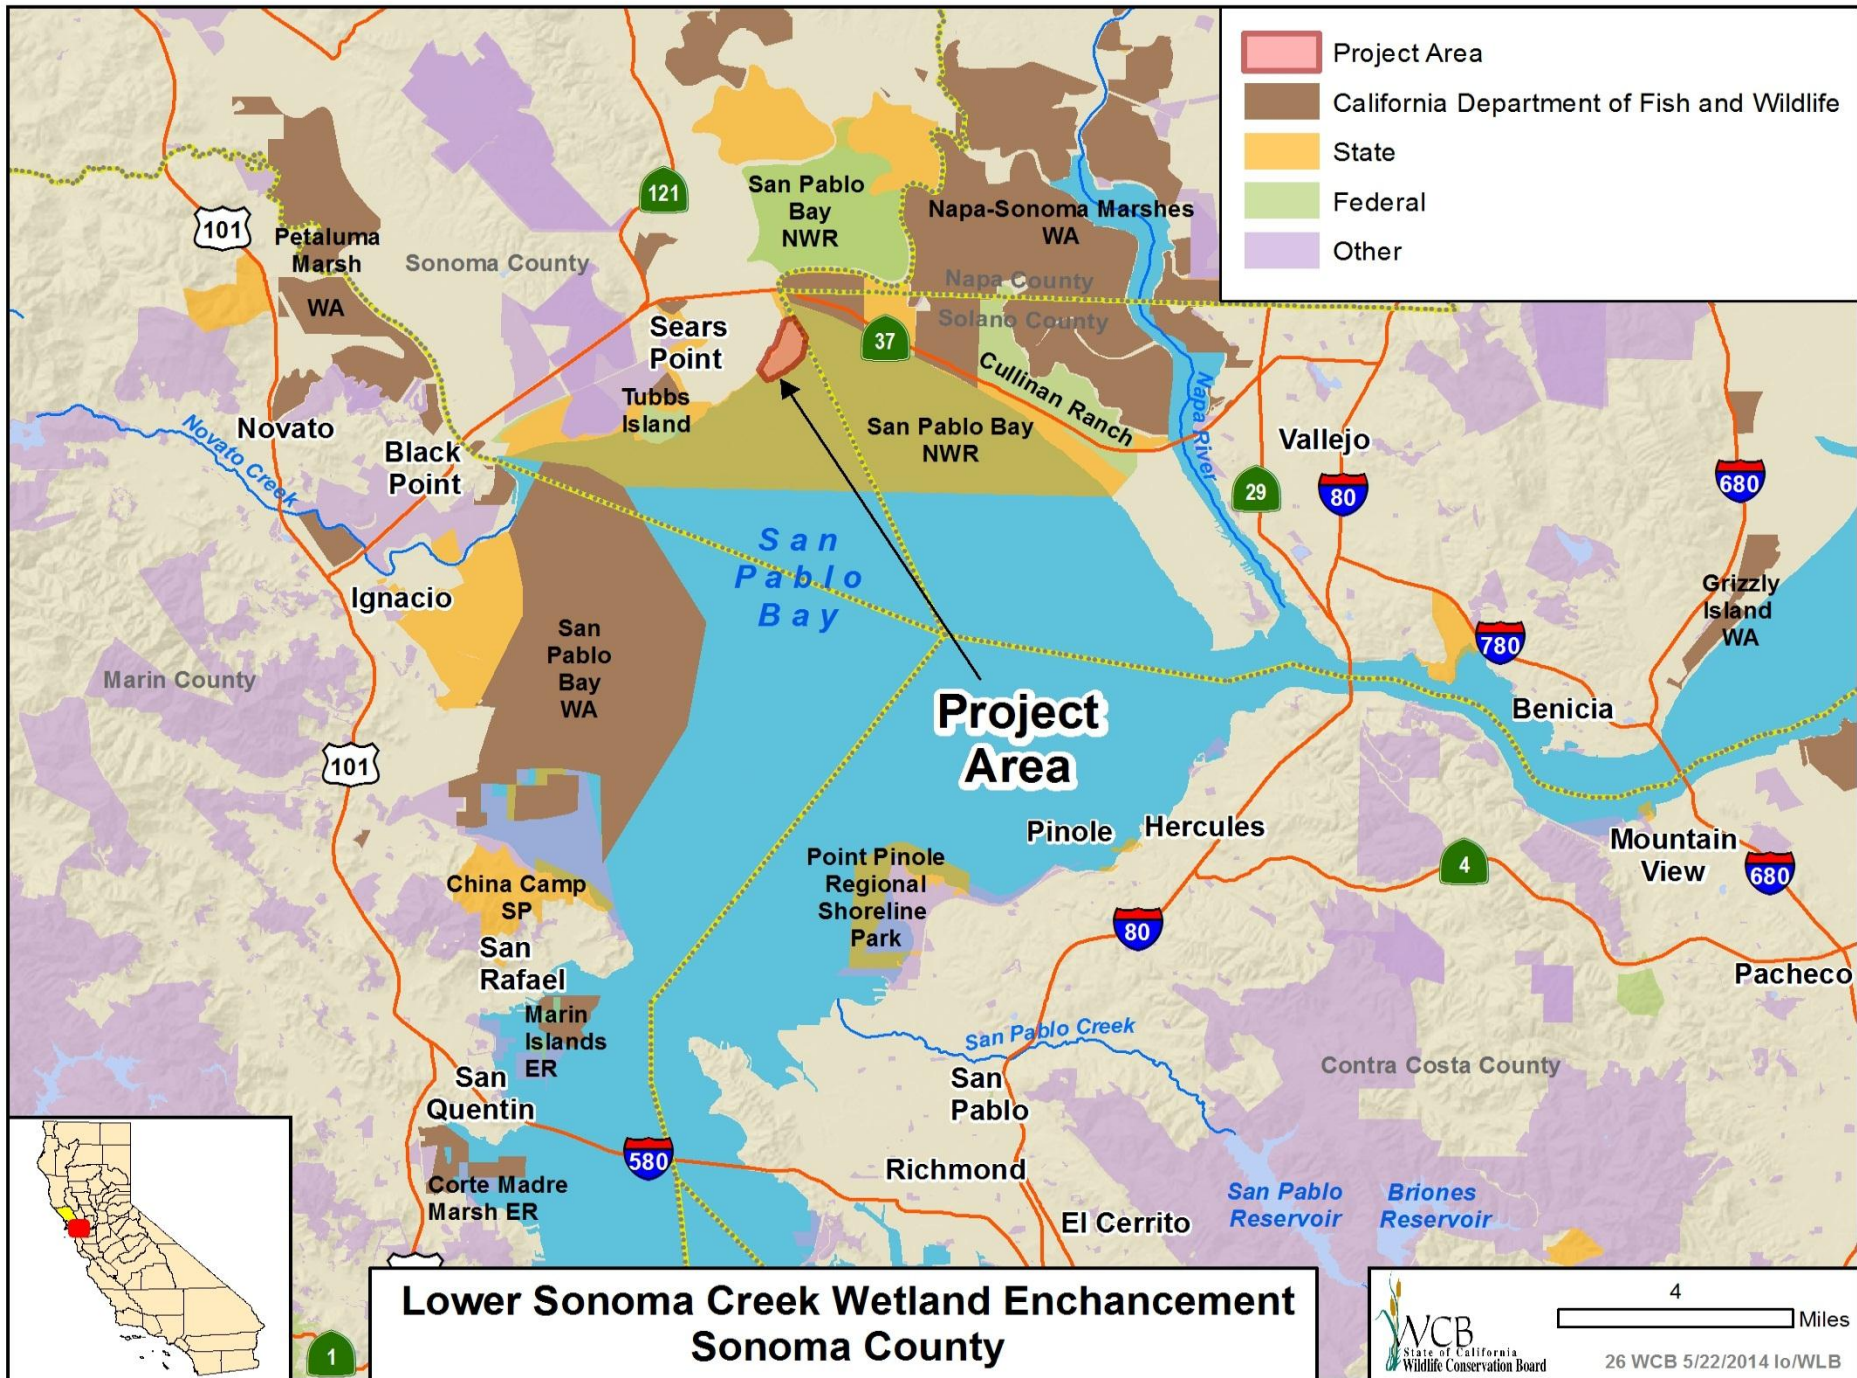 Project Area
California Department of Fish and Wildlife
State
Federal
Other
121
101
San Pablo
Bay
NWR
Napa-Sonoma Marshes
WA
Petaluma
Marsh
WA
Sonoma County
Napa County
Solano County
Sears
Point
37
Cullinan Ranch
Tubbs
Island
San Pablo Bay
NWR
Napa River
Novato
Novato Creek
Black
Point
Vallejo
29
80
680
San
Pablo
Bay
Ignacio
San
Pablo
Bay
WA
Grizzly
Island
WA
780
Marin County
Benicia
Project
Area
101
Pinole
Hercules
Mountain
View
680
4
Point Pinole
Regional
Shoreline
Park
China Camp
SP
San
Rafael
80
Pacheco
Marin
Islands
ER
San Pablo Creek
Contra Costa County
San
Quentin
San
Pablo
580
Richmond
Corte Madre
Marsh ER
San Pablo
Reservoir
Briones
Reservoir
El Cerrito
1
Lower Sonoma Creek Wetland Enchancement
Sonoma County
WCB
State of California
Wildlife Conservation Board
4
Miles
26 WCB 5/22/2014 lo/WLB